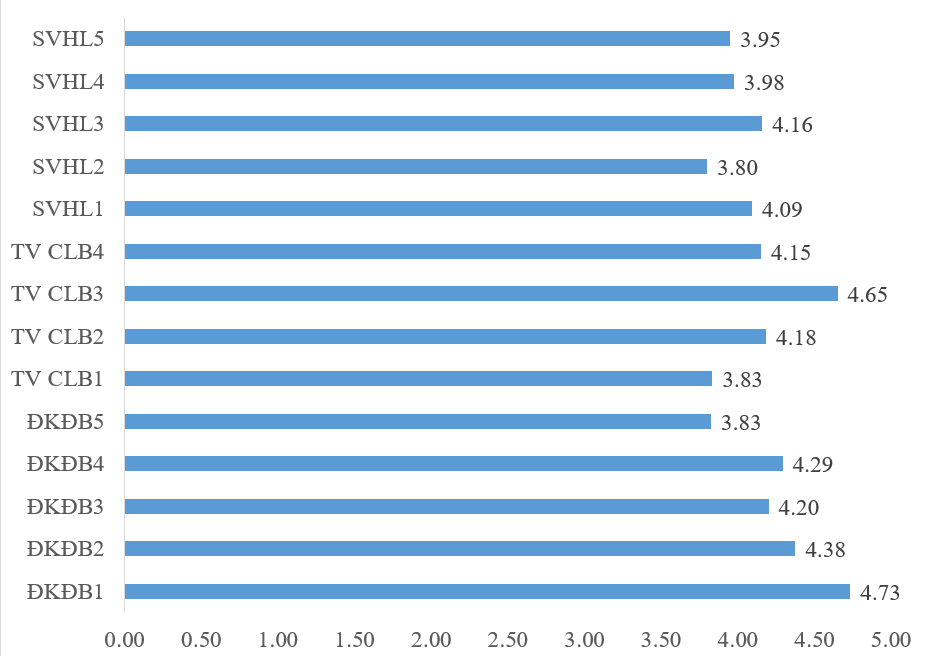 SVHL5 3.95
SVHL4 3.98
SVHL3 4.16
SVHL2 3.80
SVHL1 4.09
TV CLB4 4.15
TV CLB3 4.65
TV CLB2 4.18
TV CLB1 3.83
ĐKĐB5 3.83
ĐKĐB4 4.29
ĐKĐB3 4.20
ĐKĐB2 4.38
ĐKĐB1 4.73
0.00 0.50 1.00 1.50 2.00 2.50 3.00 3.50 4.00 4.50 5.00